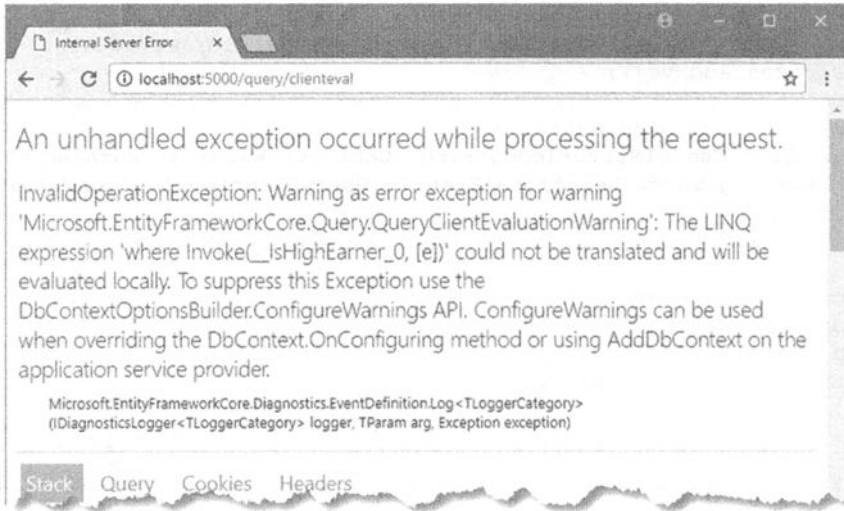 Internal Server Error
localhost:5000/query/clienteval
An unhandled exception occurred while processing the request.
InvalidOperationException: Warning as error exception for warning
'Microsoft.EntityFrameworkCore.Query.QueryClientEvaluationWarning': The LINQ
expression 'where Invoke(__IsHighEarner_0, [e])' could not be translated and will be
evaluated locally. To suppress this Exception use the
DbContextOptionsBuilder.ConfigureWarnings API. ConfigureWarnings can be used
when overriding the DbContext.OnConfiguring method or using AddDbContext on the
application service provider.
Microsoft.EntityFrameworkCore.Diagnostics.EventDefinition.Log<TLoggerCategory>
(IDiagnosticsLogger<TLoggerCategory> logger, TParam arg, Exception exception)
Stack Query Cookies Headers